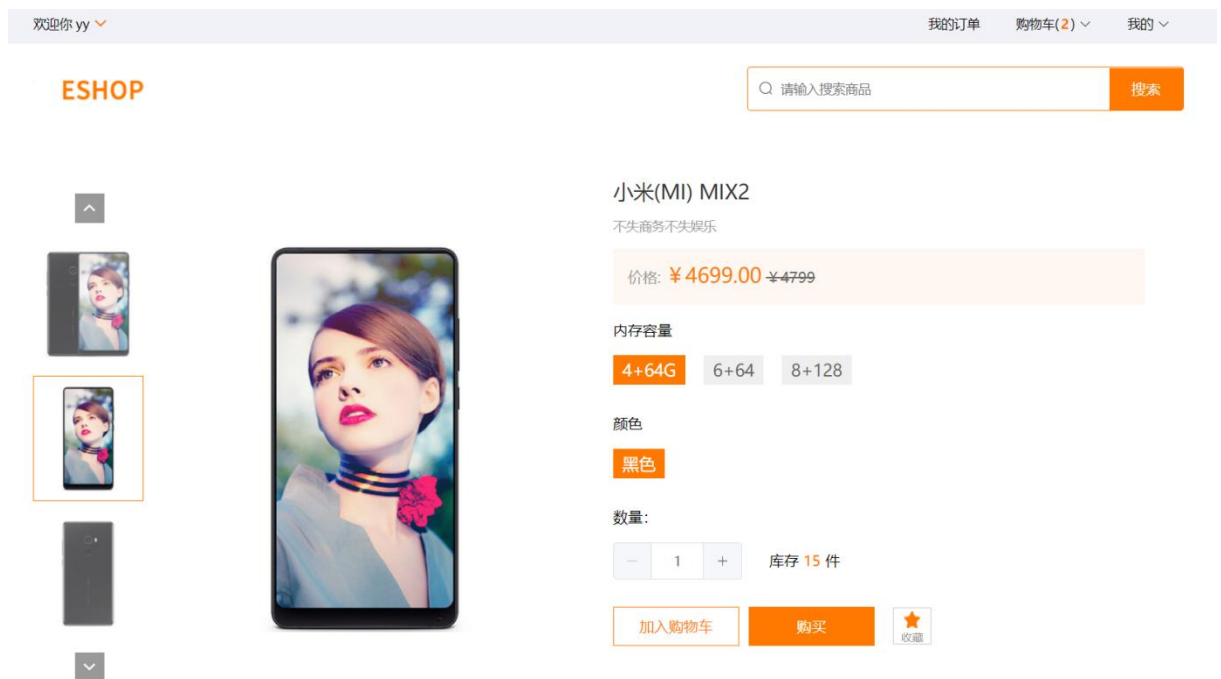 欢迎你 yy
我的订单 购物车(2) 我的
ESHOP
请输入搜索商品 搜索
小米(MI) MIX2
不失商务不失娱乐
价格: ¥4699.00 ¥4799
内存容量
4+64G 6+64 8+128
颜色
黑色
数量:
− 1 + 库存 15 件
加入购物车 购买 收藏